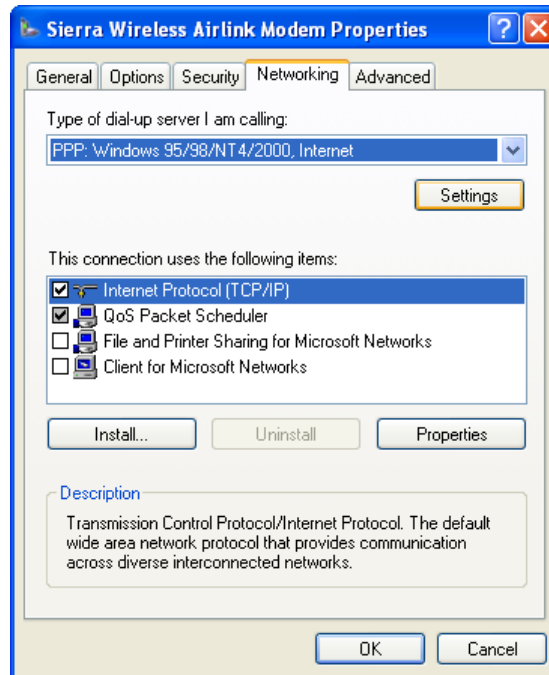 Sierra Wireless Airlink Modem Properties
General Options Security Networking Advanced
Type of dial-up server I am calling:
PPP: Windows 95/98/NT4/2000, Internet
Settings
This connection uses the following items:
Internet Protocol (TCP/IP)
QoS Packet Scheduler
File and Printer Sharing for Microsoft Networks
Client for Microsoft Networks
Install... Uninstall Properties
Description
Transmission Control Protocol/Internet Protocol. The default
wide area network protocol that provides communication
across diverse interconnected networks.
OK Cancel